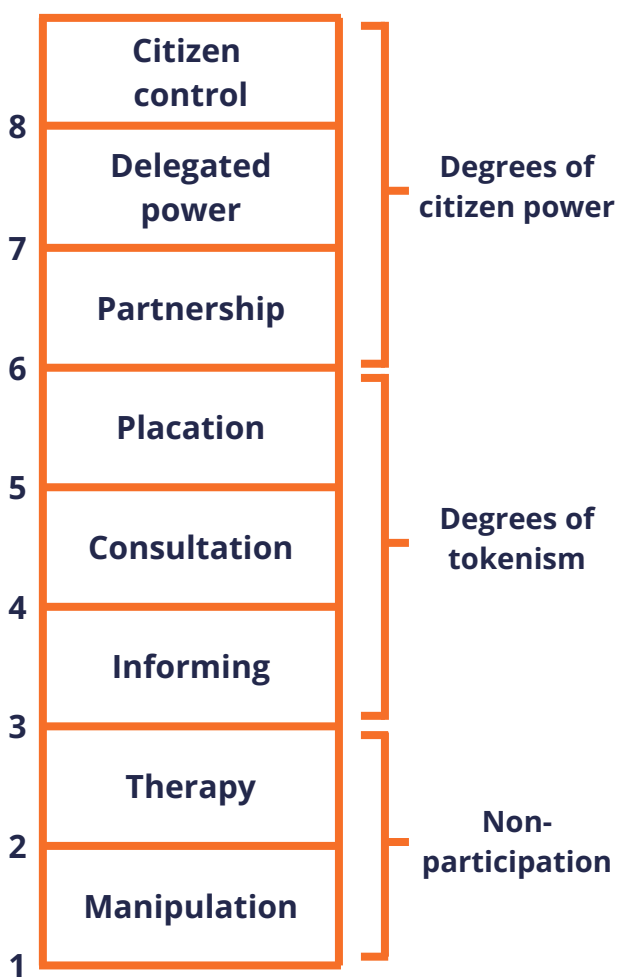 Citizen
control
8
Delegated
power
Degrees of
citizen power
7
Partnership
6
Placation
5
Consultation
Degrees of
tokenism
4
Informing
3
Therapy
2
Non-
participation
Manipulation
1